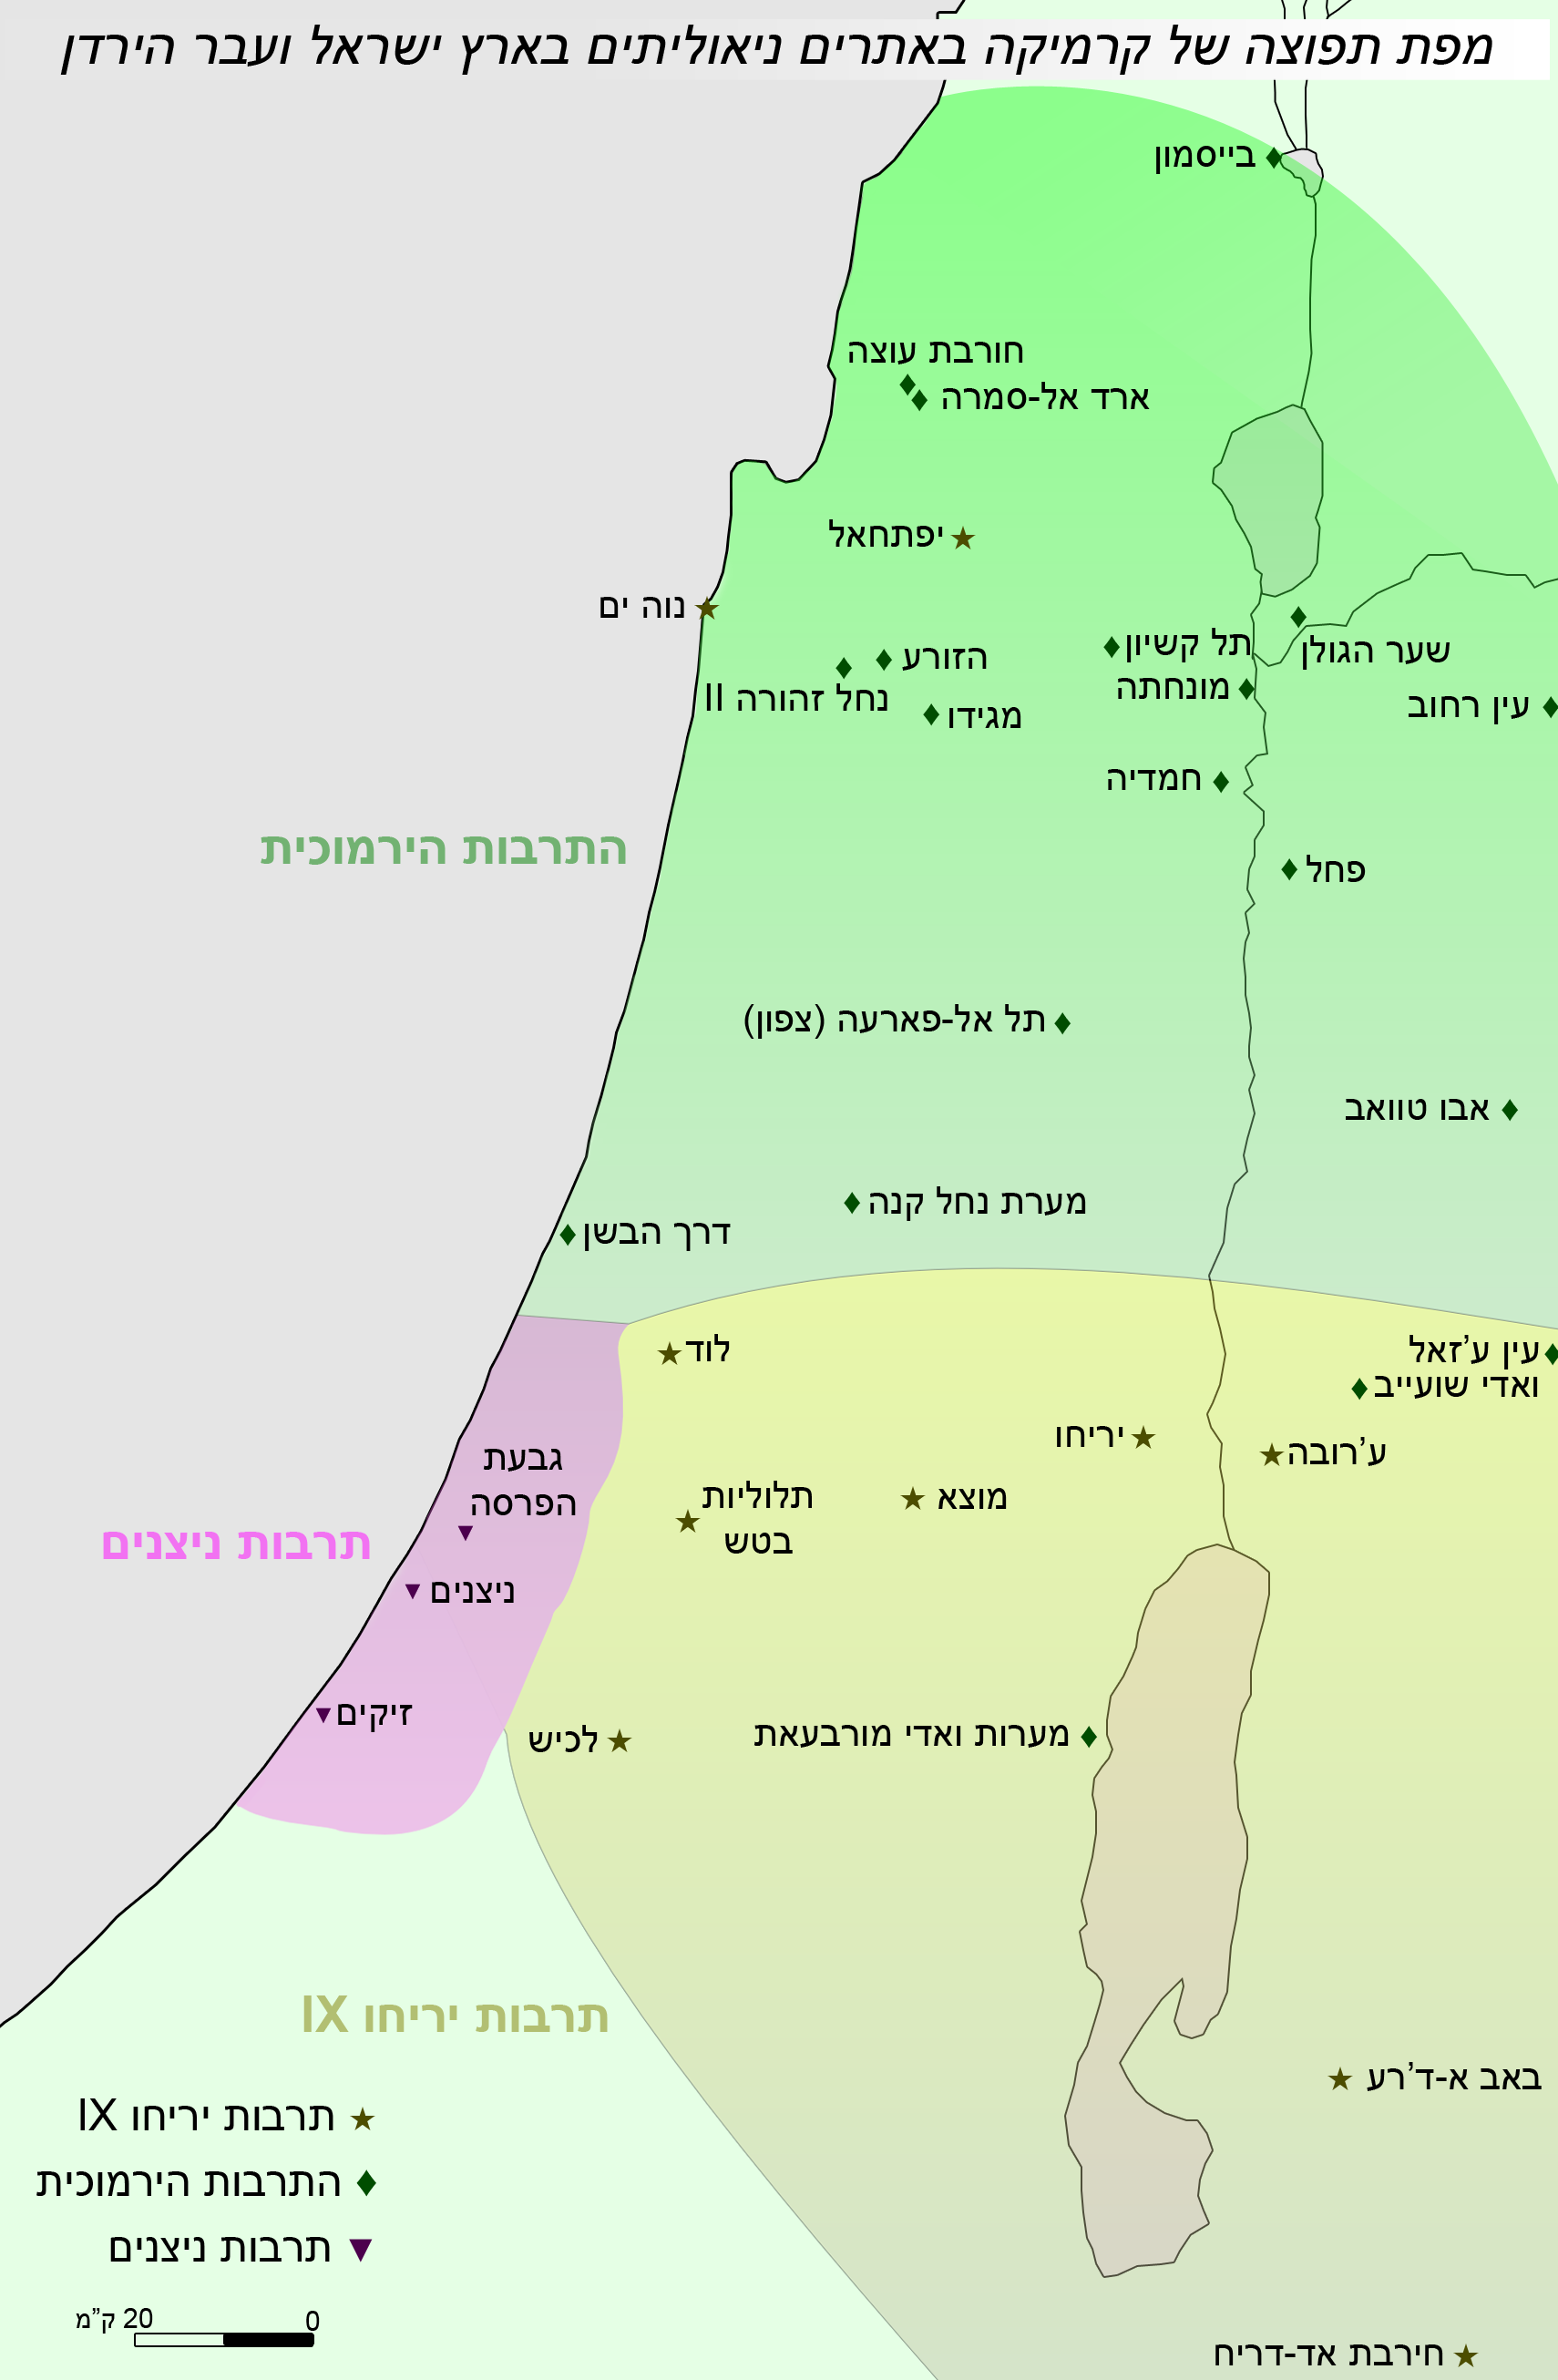 מפת תפוצה של קרמיקה באתרים ניאוליתים בארץ ישראל ועבר הירדן
בייסמון
חורבת עוצה
ארד אל-סמרה
יפתחאל
נווה ים
שער הגולן
תל קשיון
הזורע
מונחתה
נחל זהורה II
עין רחוב
מגידו
חמדיה
התרבות הירמוכית
פחל
תל אל-פארעה (צפון)
אבו טוואב
מערת נחל קנה
דרך הבשן
לוד
עין ע'זאל
ואדי שועייב
יריחו
ע'רובה
גבעת
הפרסה
תלוליות
בטש
מוצא
תרבות ניצנים
ניצנים
זיקים
לכיש
מערות ואדי מורבעאת
תרבות יריחו IX
באב א-ד'רע
תרבות יריחו IX
התרבות הירמוכית
תרבות ניצנים
0
20 ק"מ
חירבת אד-דריח